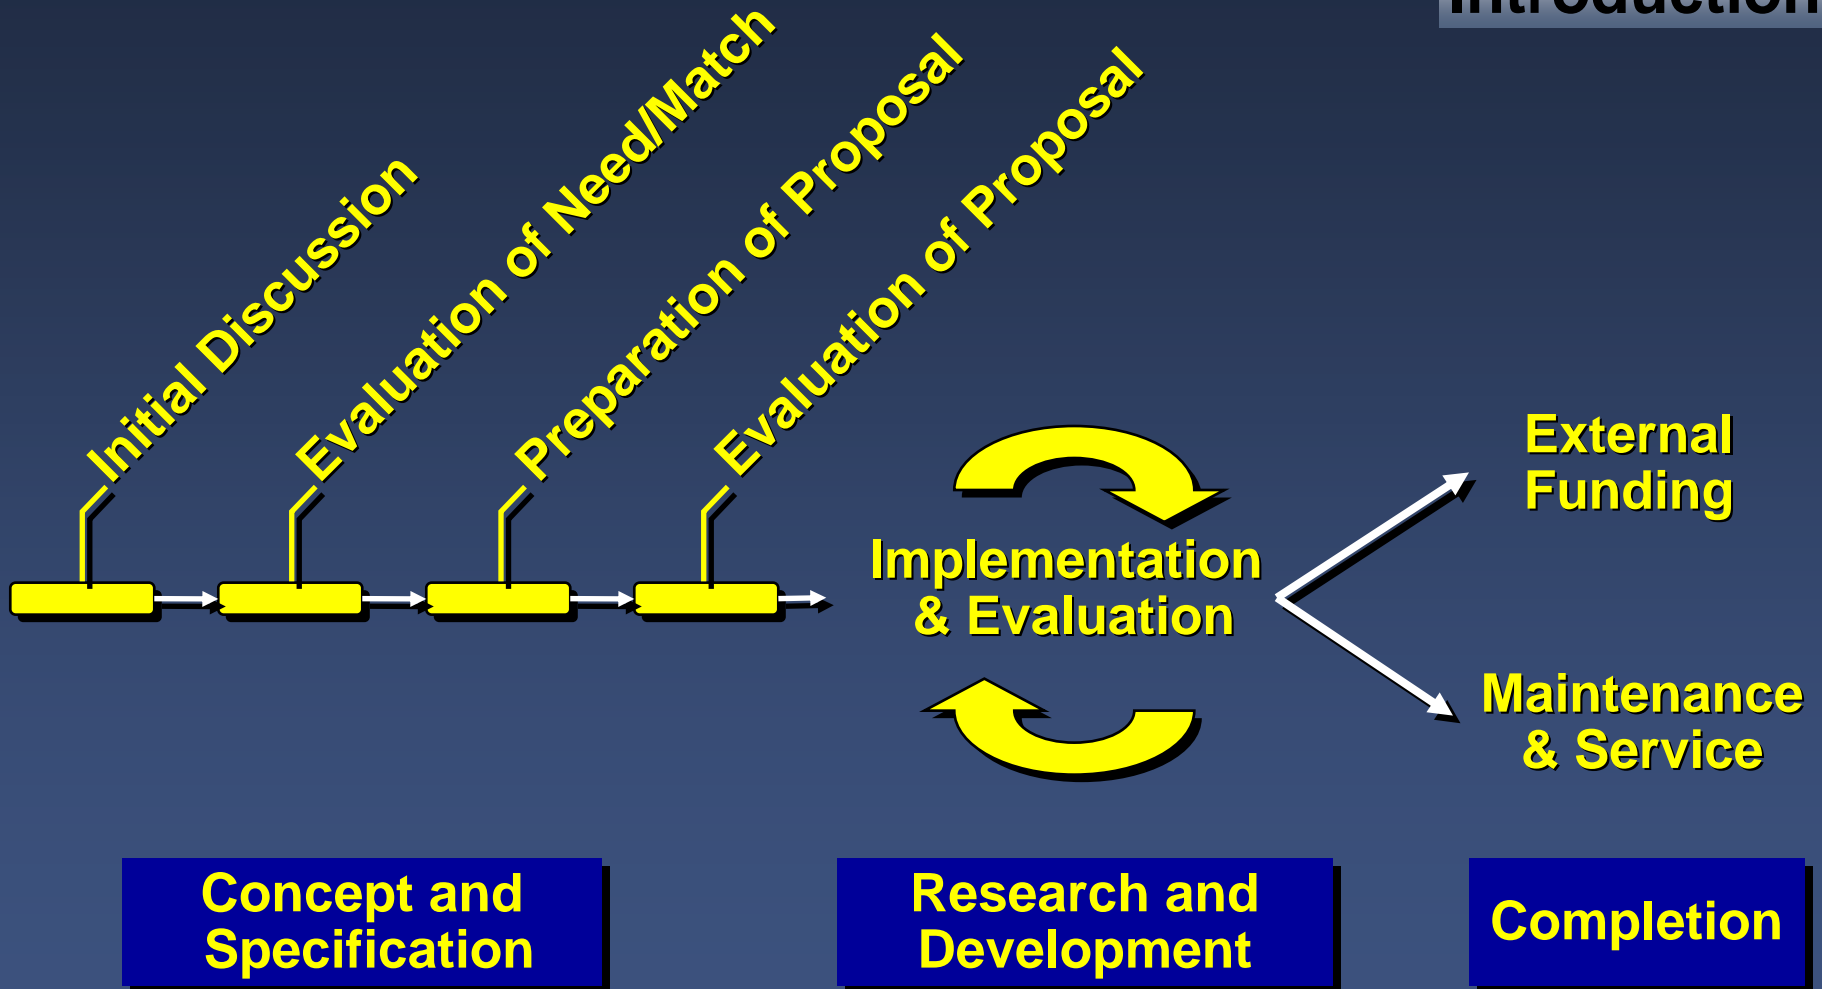 Introduction
Initial Discussion
Evaluation of Need/Match
Preparation of Proposal
Evaluation of Proposal
Implementation
& Evaluation
External
Funding
Maintenance
& Service
Concept and
Specification
Research and
Development
Completion